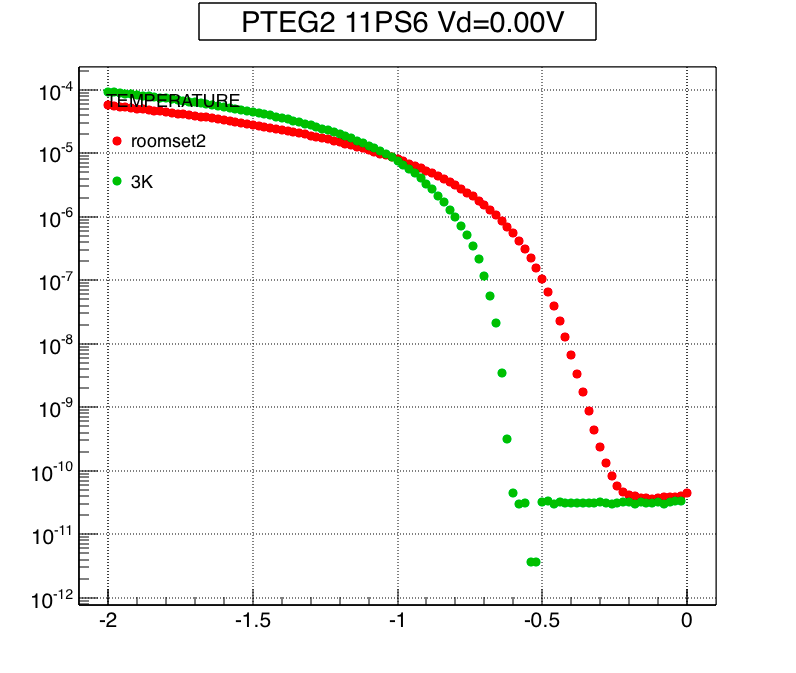 PTEG2 11PS6 Vd=0.00V
TEMPERATURE
roomset2
3K
10⁻⁴
10⁻⁵
10⁻⁶
10⁻⁷
10⁻⁸
10⁻⁹
10⁻¹⁰
10⁻¹¹
10⁻¹²
-2 -1.5 -1 -0.5 0